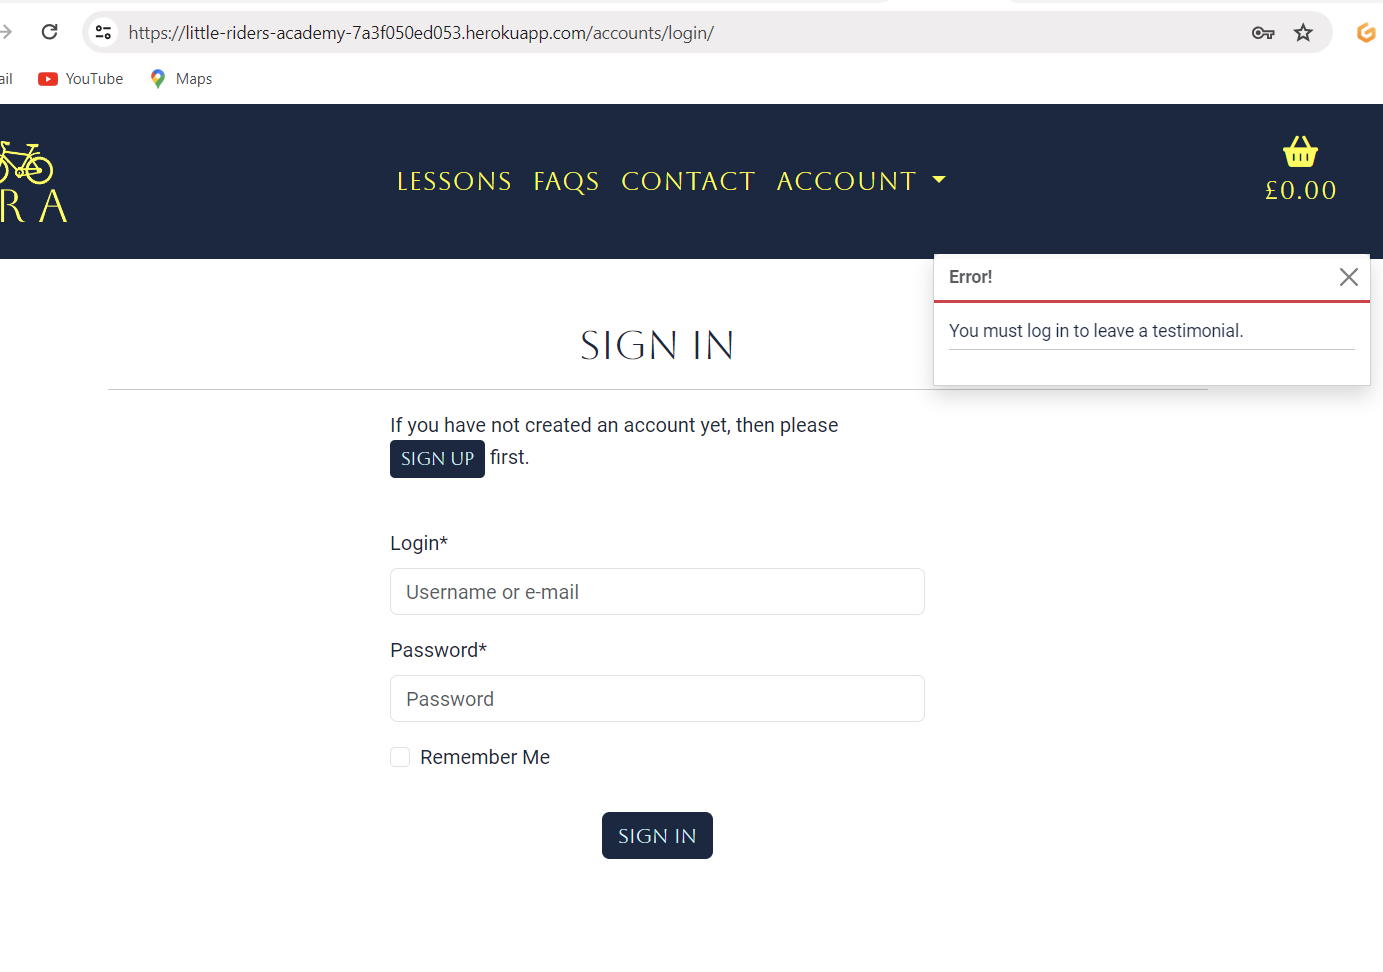 https://little-riders-academy-7a3f050ed053.herokuapp.com/accounts/login/
ail YouTube Maps
R A
LESSONS FAQS CONTACT ACCOUNT
£0.00
Error!
You must log in to leave a testimonial.
SIGN IN
If you have not created an account yet, then please
SIGN UP first.
Login*
Username or e-mail
Password*
Password
Remember Me
SIGN IN